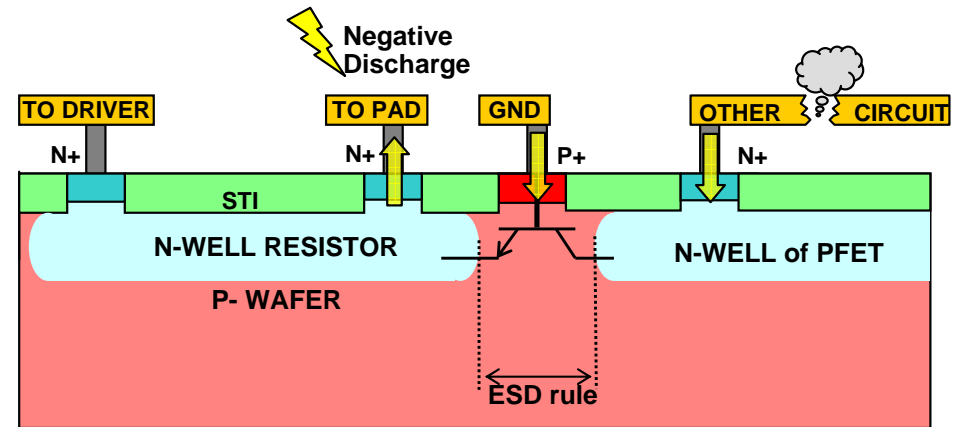 Negative
Discharge
TO DRIVER
TO PAD
GND
OTHER
CIRCUIT
N+
N+
P+
N+
STI
N-WELL RESISTOR
N-WELL of PFET
P- WAFER
ESD rule